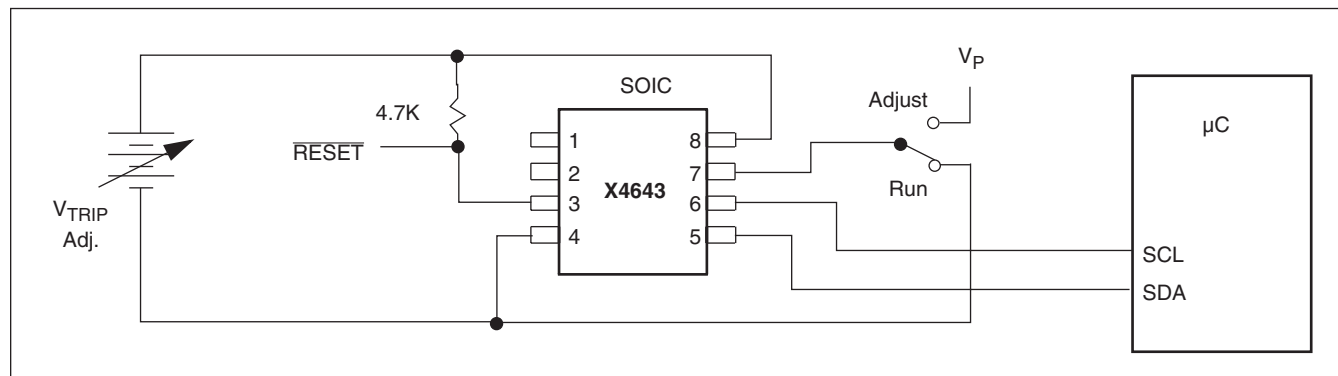 V_P
SOIC
Adjust
µC
4.7K
1
8
RESET
2
7
X4643
Run
3
6
V_TRIP
Adj.
4
5
SCL
SDA